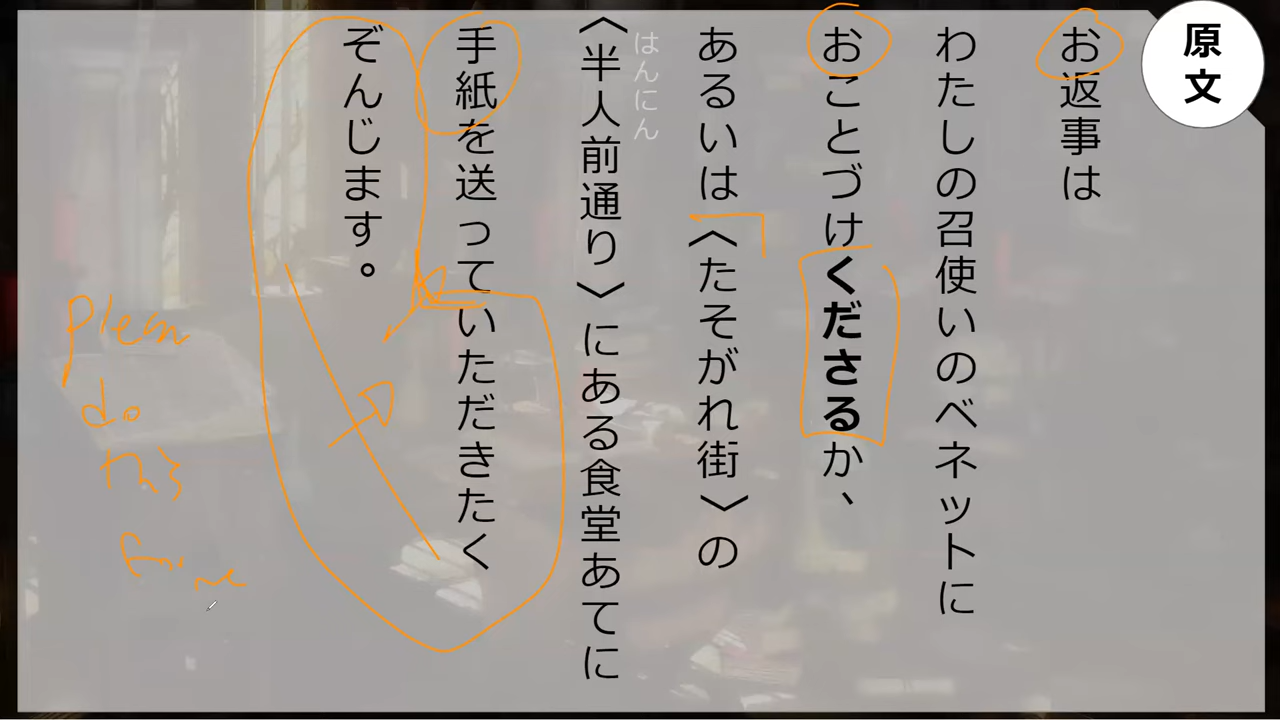 原文
お返事は
わたしの召使いのベネットに
おことづけくださるか、
あるいは〈たそがれ街〉の
はんにん
〈半人前通り〉にある食堂あてに
手紙を送っていただきたく
ぞんじます。
do
this